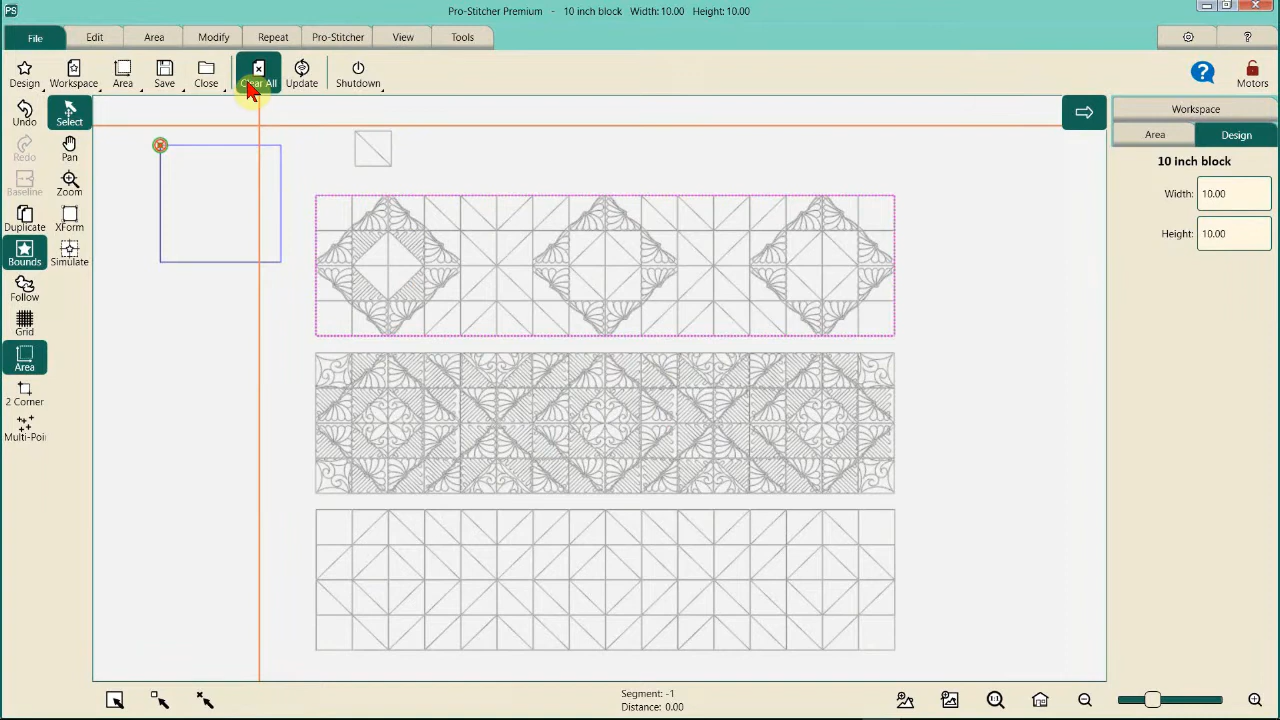 PS
Pro-Stitcher Premium - 10 inch block Width: 10.00 Height: 10.00
File Edit Area Modify Repeat Pro-Stitcher View Tools ?
Design Workspace Area Save Close Clear All Update Shutdown ? Motors
Undo Select
Redo Pan
Baseline Zoom
Duplicate XForm
Bounds Simulate
Follow
Grid
Area
2 Corner
Multi-Poi
Workspace
Area Design
10 inch block
Width: 10.00
Height: 10.00
Segment: -1
Distance: 0.00